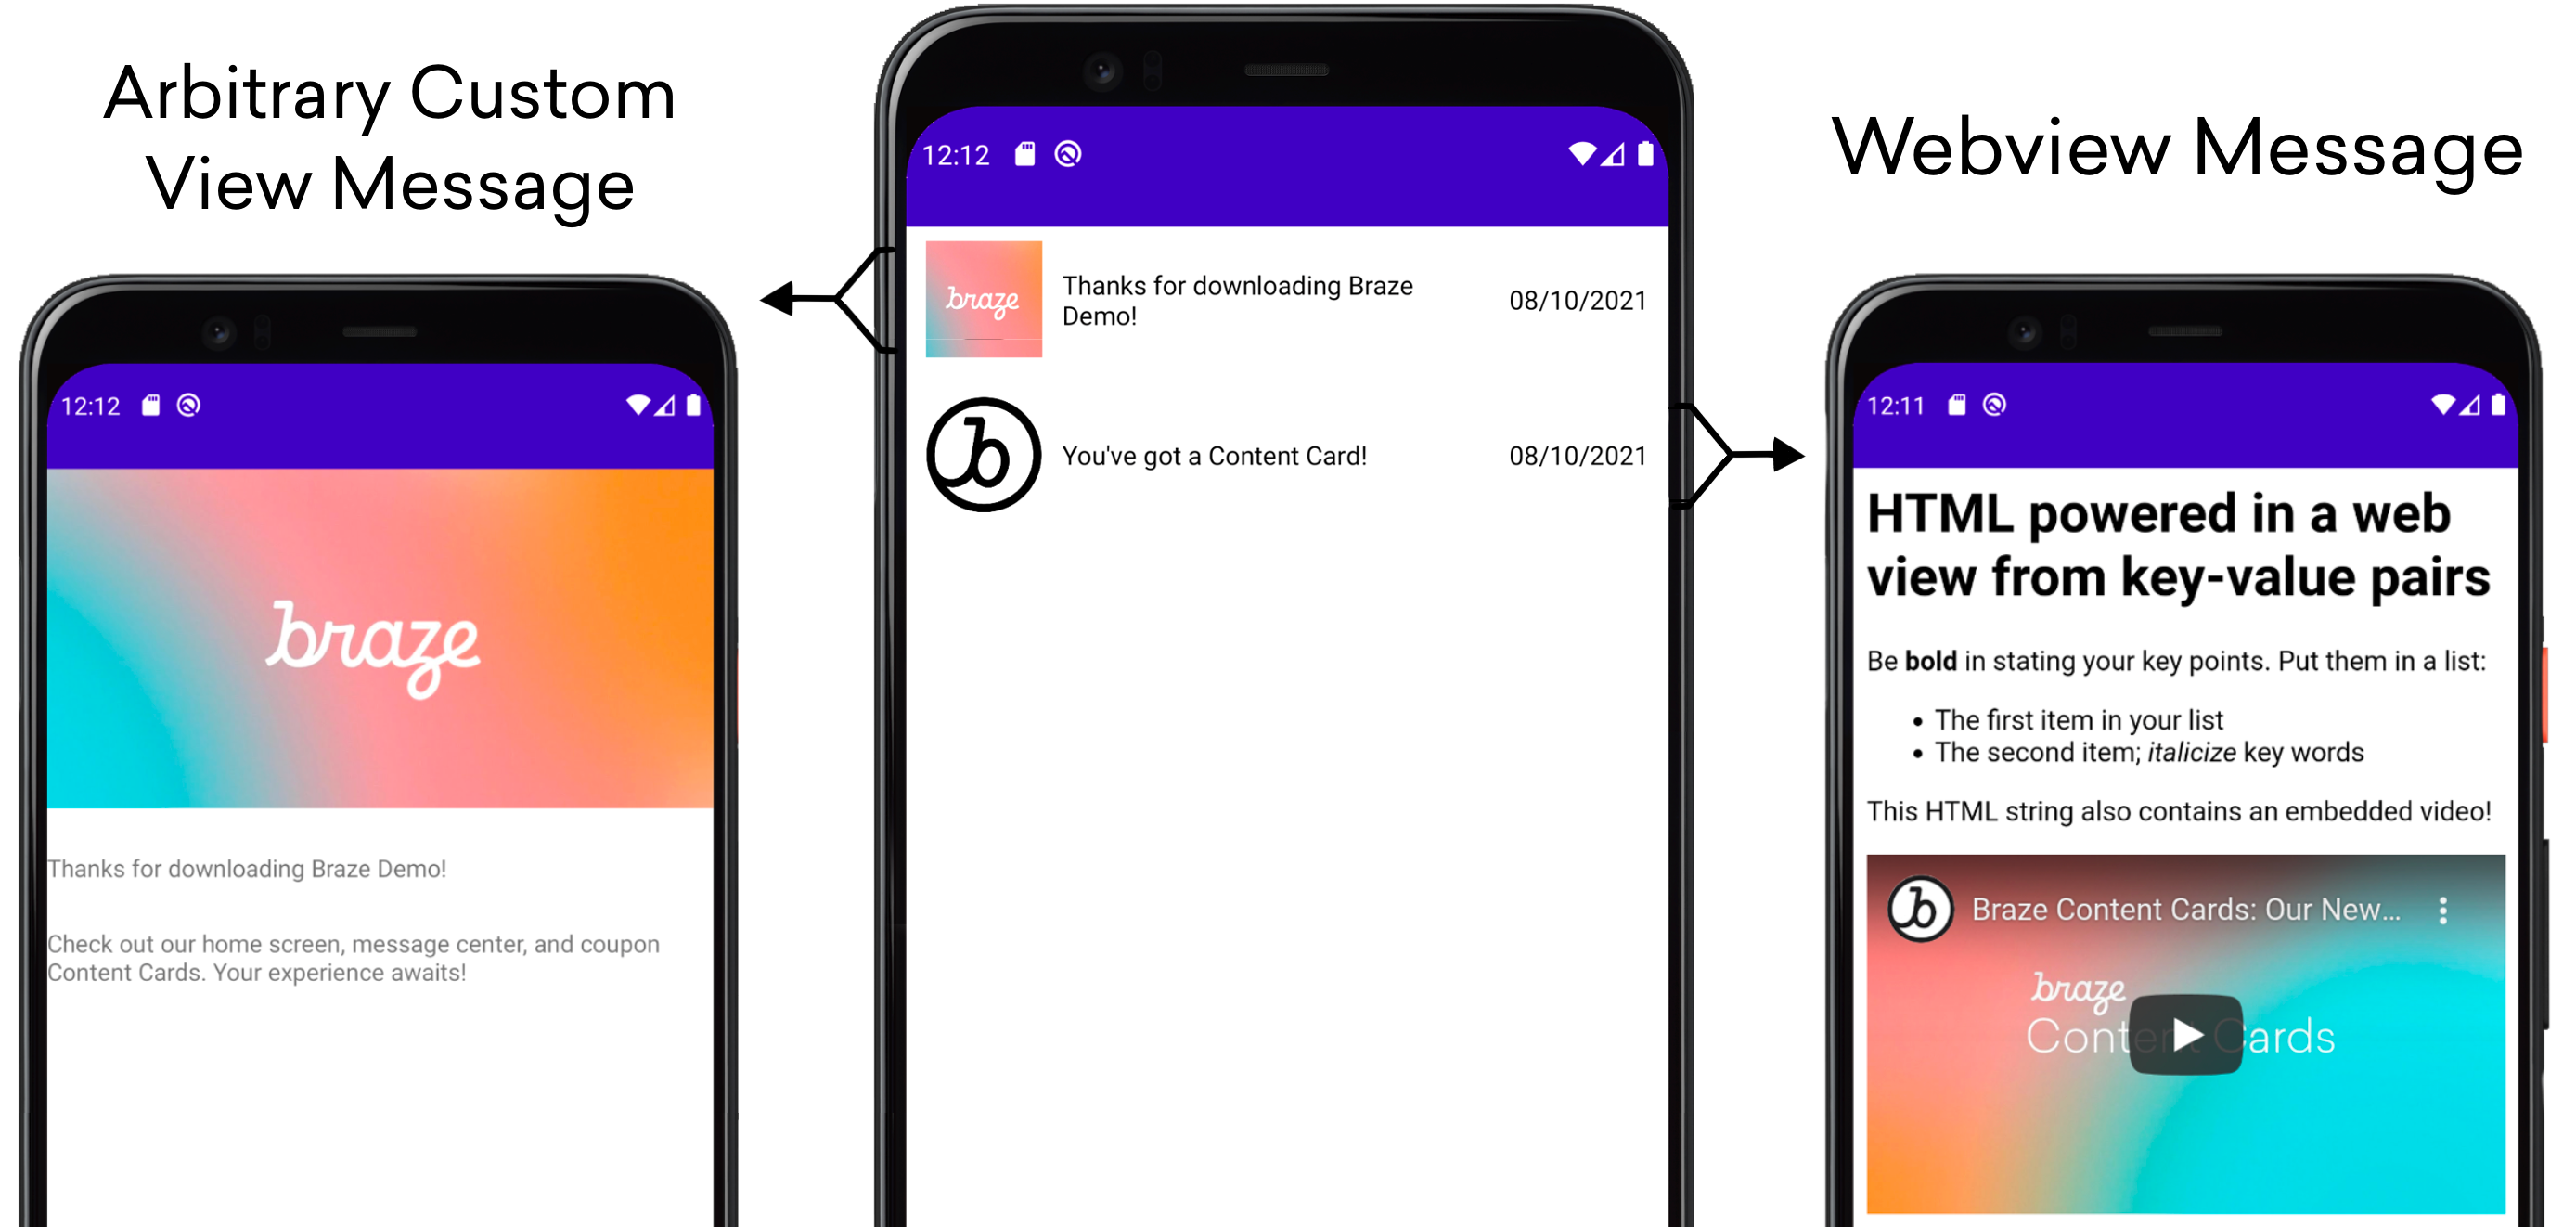 Arbitrary Custom
View Message
12:12
braze
Thanks for downloading Braze Demo!
Check out our home screen, message center, and coupon
Content Cards. Your experience awaits!
12:12
braze
Thanks for downloading Braze
Demo!
08/10/2021
b
You've got a Content Card!
08/10/2021
Webview Message
12:11
HTML powered in a web
view from key-value pairs
Be bold in stating your key points. Put them in a list:
• The first item in your list
• The second item; italicize key words
This HTML string also contains an embedded video!
b
Braze Content Cards: Our New...
braze
Content Cards